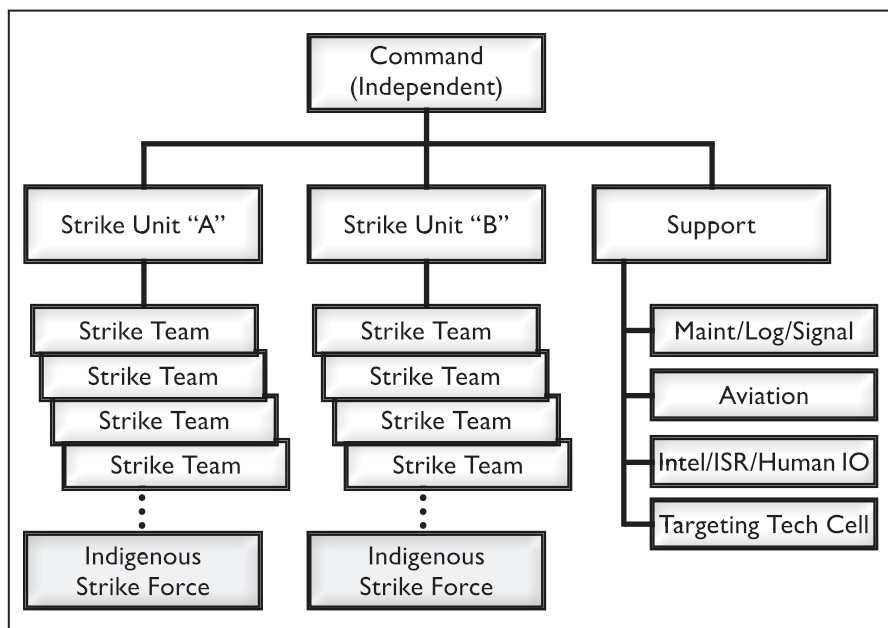 Command
(Independent)
Strike Unit “A”
Strike Unit “B”
Support
Strike Team
Strike Team
Strike Team
Strike Team
Indigenous
Strike Force
Strike Team
Strike Team
Strike Team
Strike Team
Indigenous
Strike Force
Maint/Log/Signal
Aviation
Intel/ISR/Human IO
Targeting Tech Cell